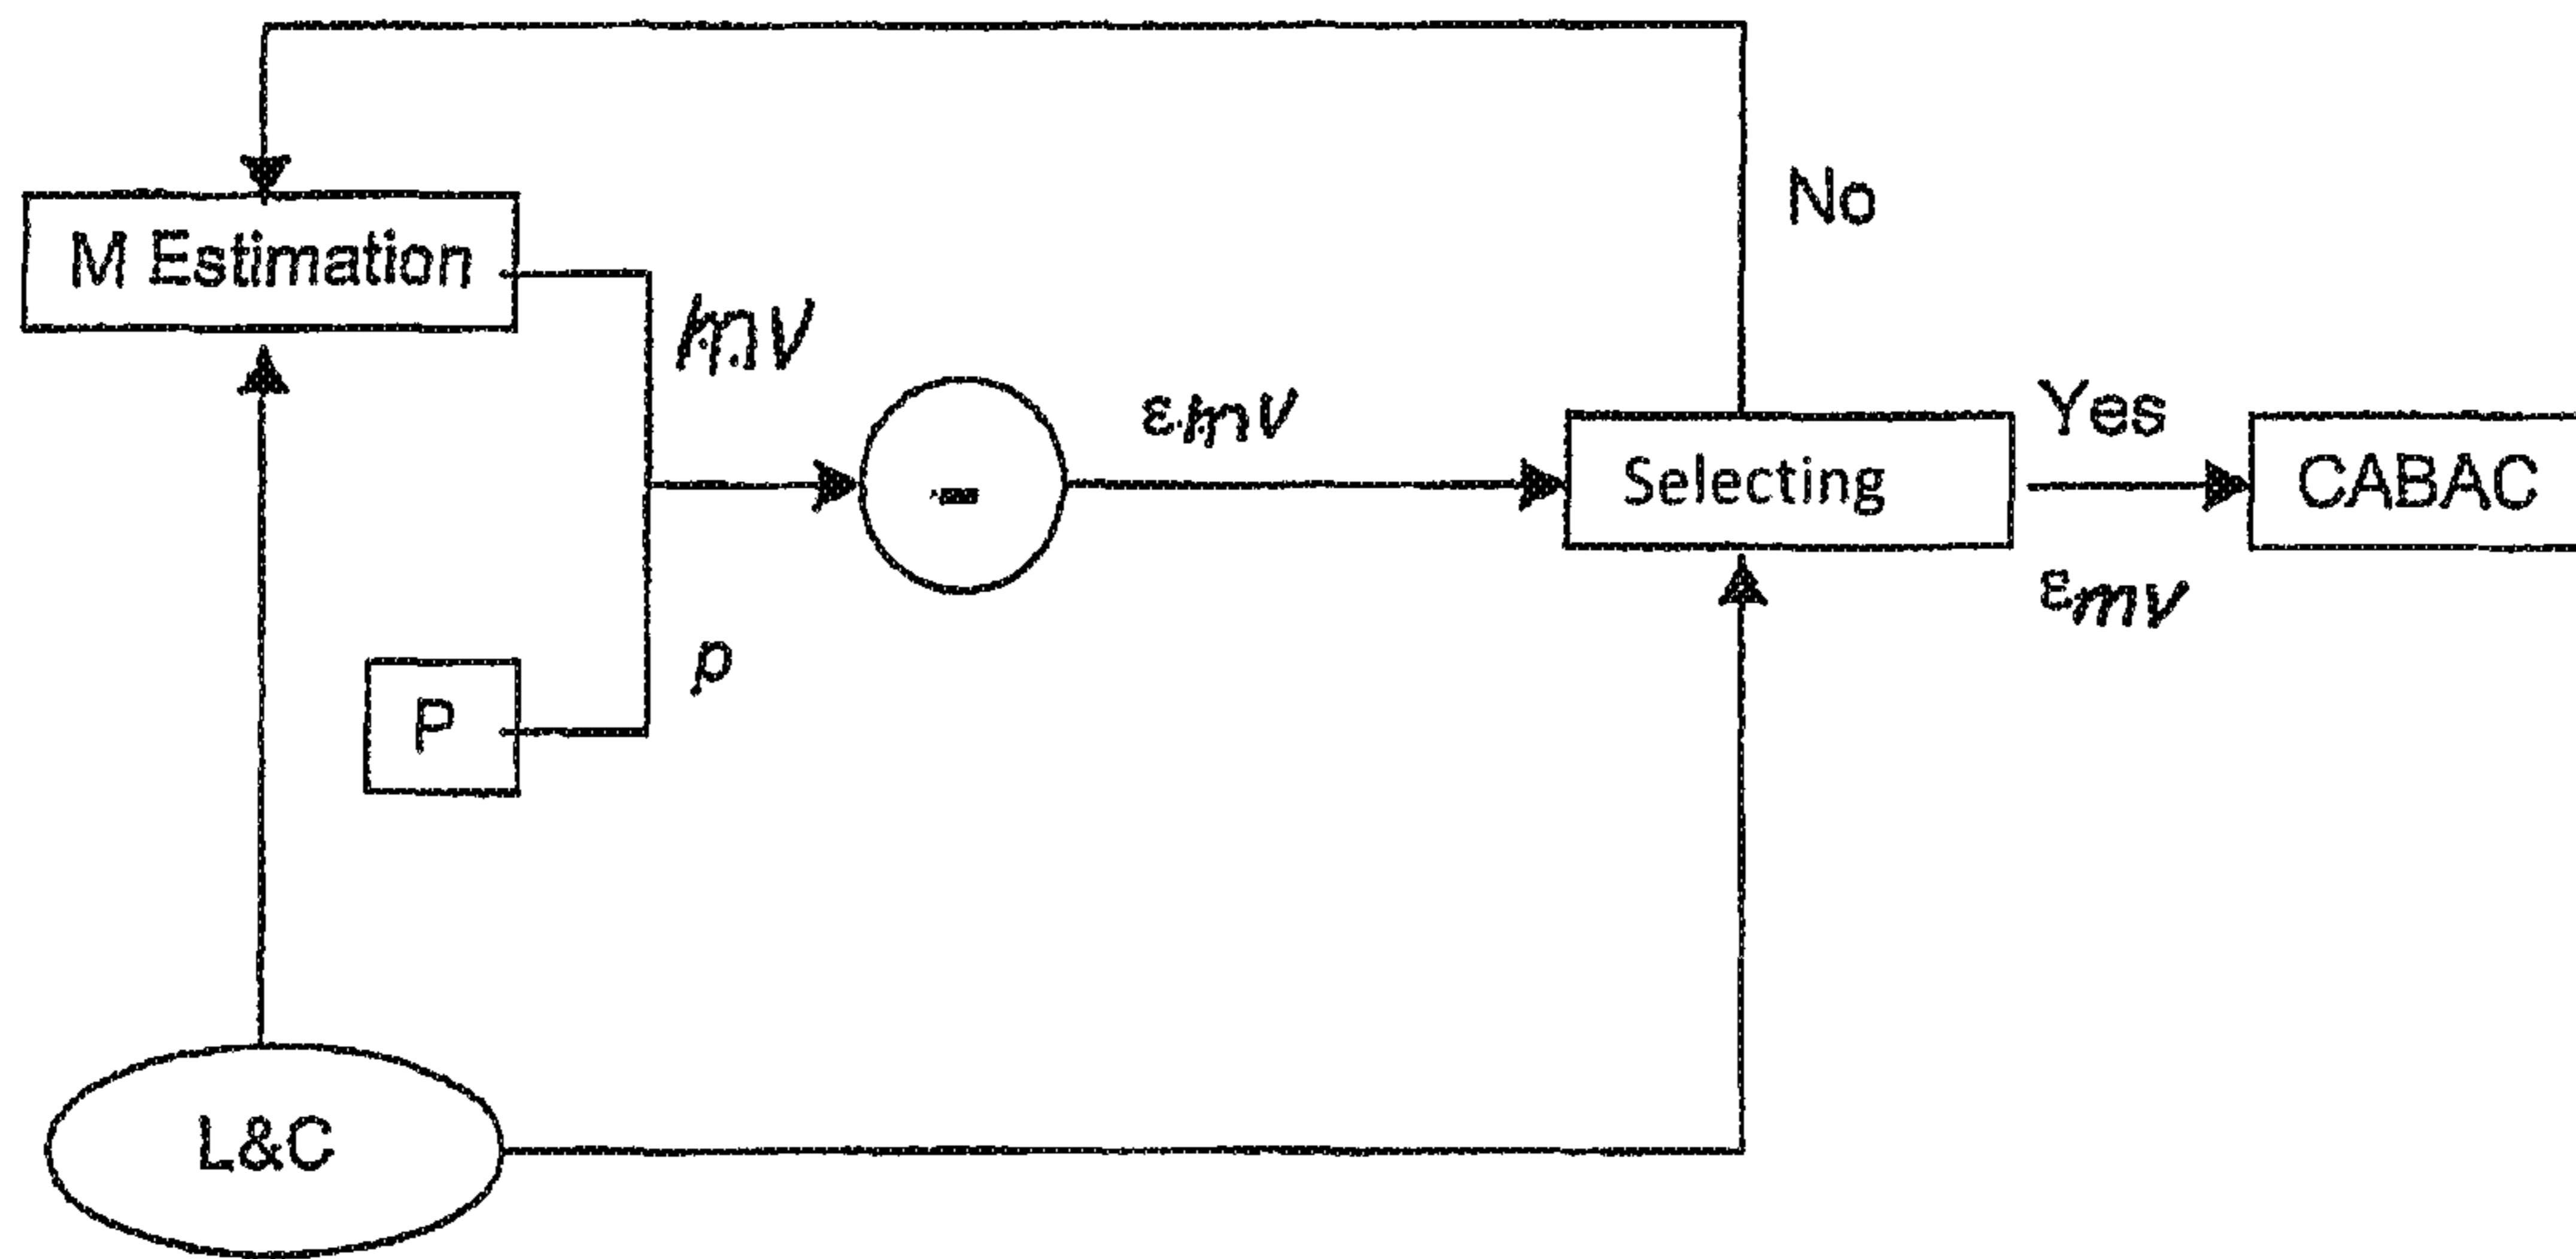 No
M Estimation
mv
εmv
Yes
Selecting
CABAC
εmv
p
P
-
L&C